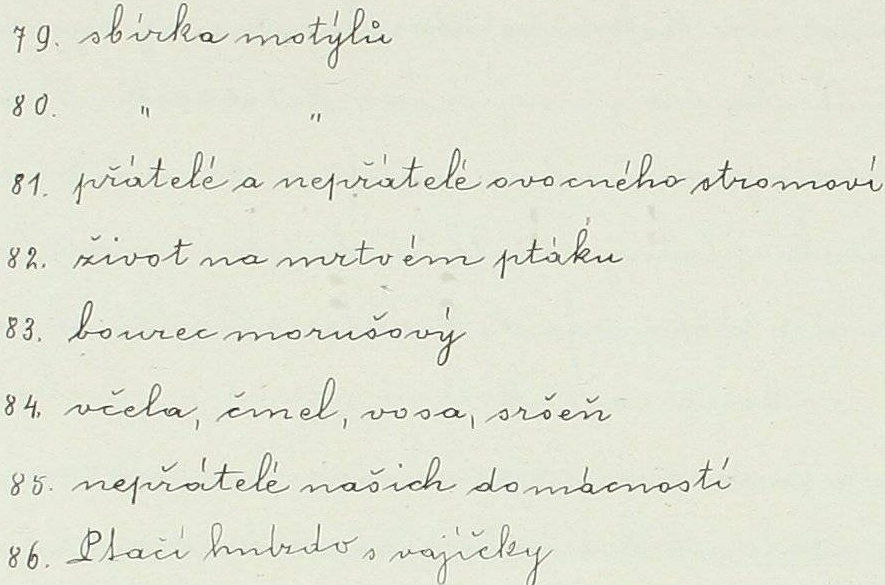 79. sbírka motýlů
80. " "
81. přátelé a nepřátelé ovocného stromoví
82. život na mrtvém ptáku
83. bourec morušový
84. včela, čmel, vosa, sršeň
85. nepřátelé našich domácností
86. Ptačí hnízdo s vajíčky